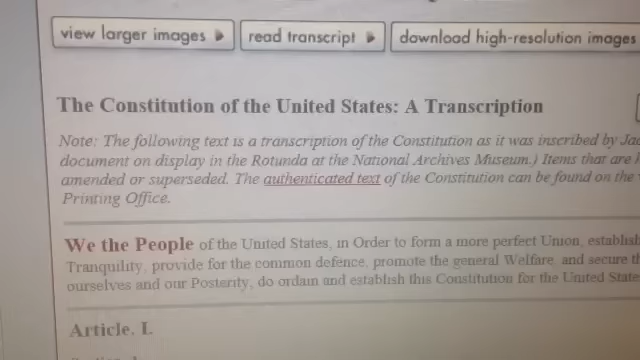 view larger images
read transcript
download high-resolution images
The Constitution of the United States: A Transcription
Note: The following text is a transcription of the Constitution as it was inscribed by
document on display in the Rotunda at the National Archives Museum.) Items that are
amended or superseded. The authenticated text of the Constitution can be found on the
Printing Office.
We the People of the United States, in Order to form a more perfect Union, establish
Tranquility, provide for the common defence, promote the general Welfare, and secure
ourselves and our Posterity, do ordain and establish this Constitution for the United
Article. I.